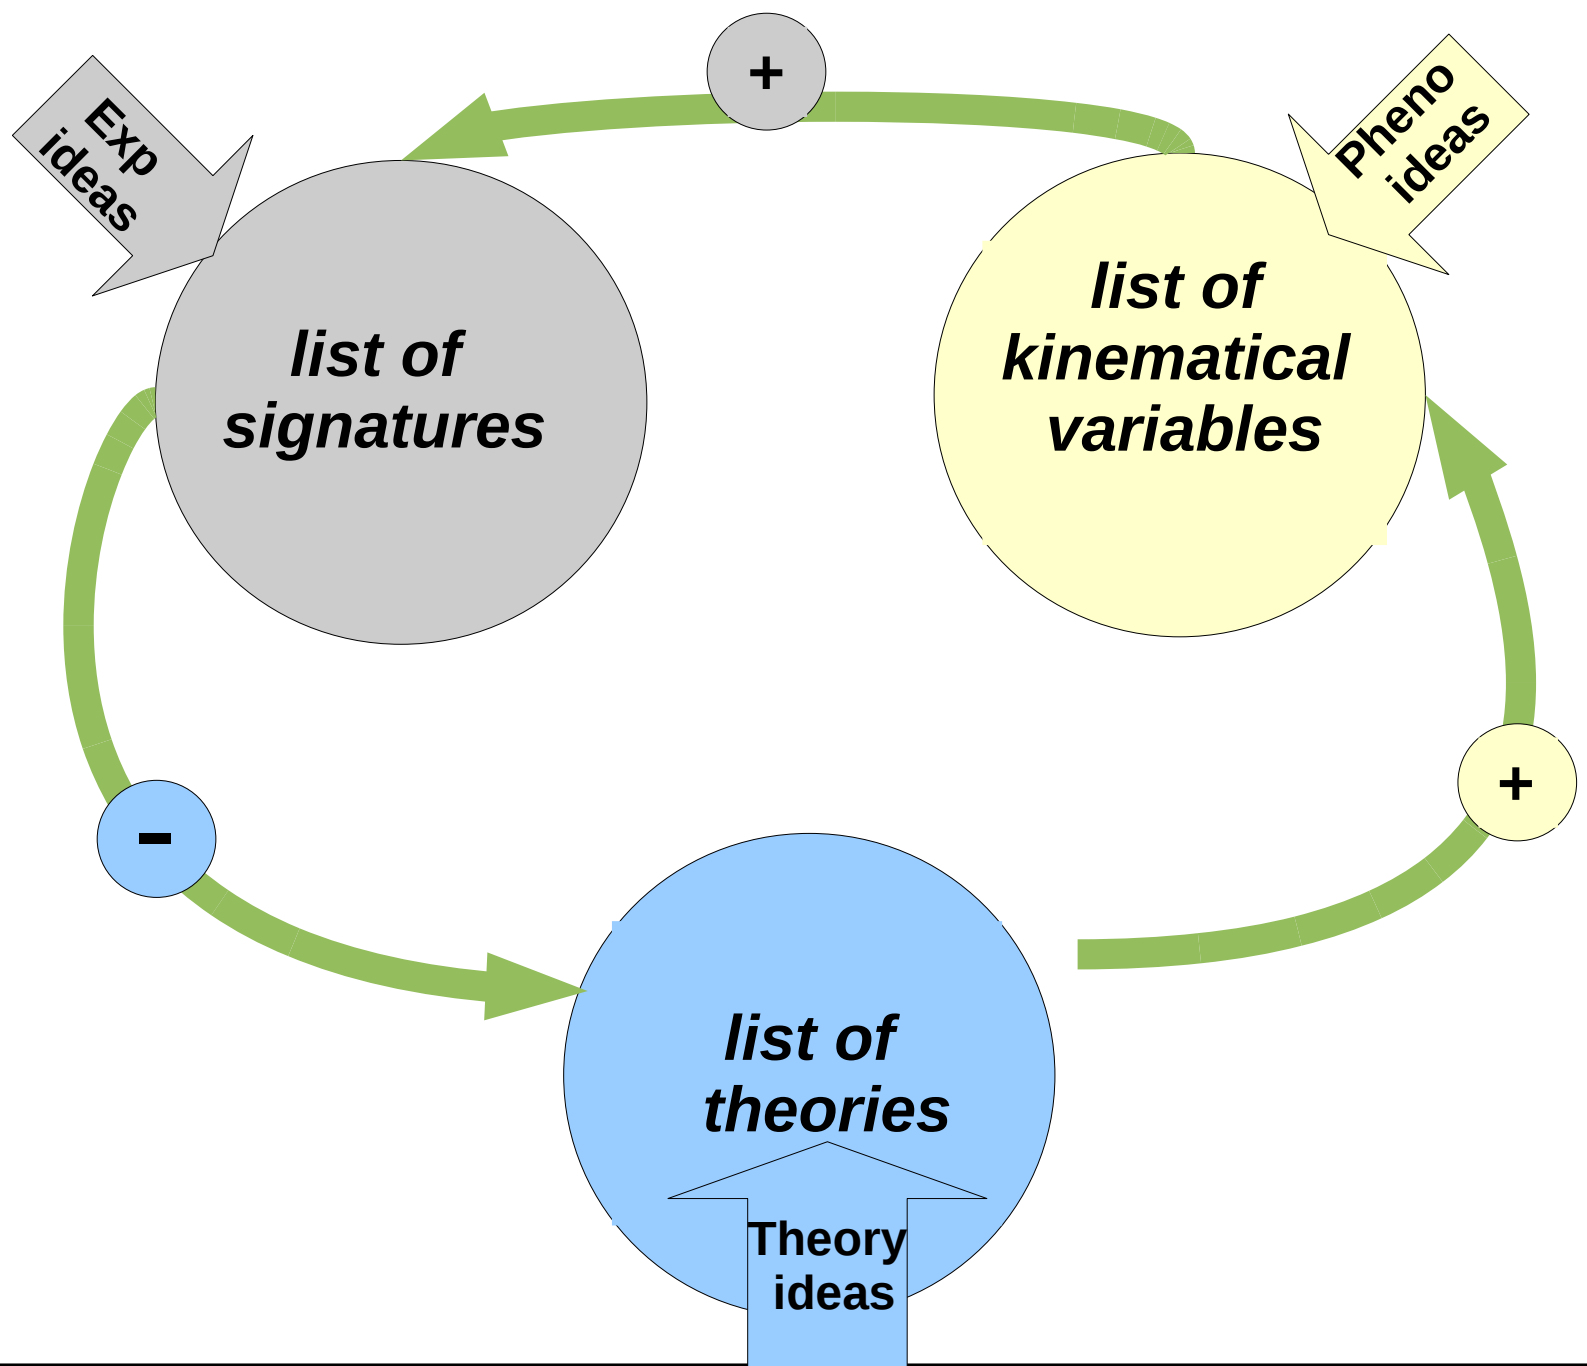 +
Exp
ideas
Pheno
ideas
list of
signatures
list of
kinematical
variables
-
+
list of
theories
Theory
ideas